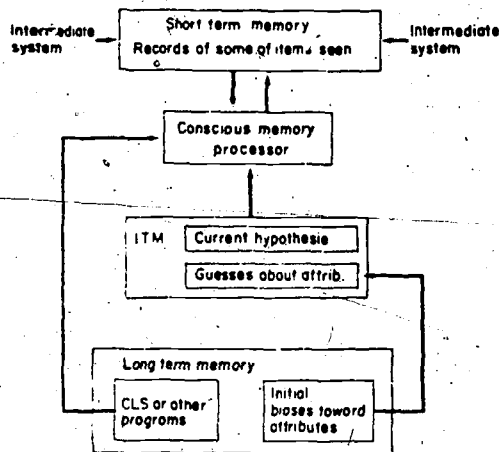 Short term memory
Records of some of items seen
Intermediate
system
Intermediate
system
Conscious memory
processor
ITM
Current hypothesie
Guesses about attrib.
Long term memory
CLS or other
programs
Initial
biases toward
attributes